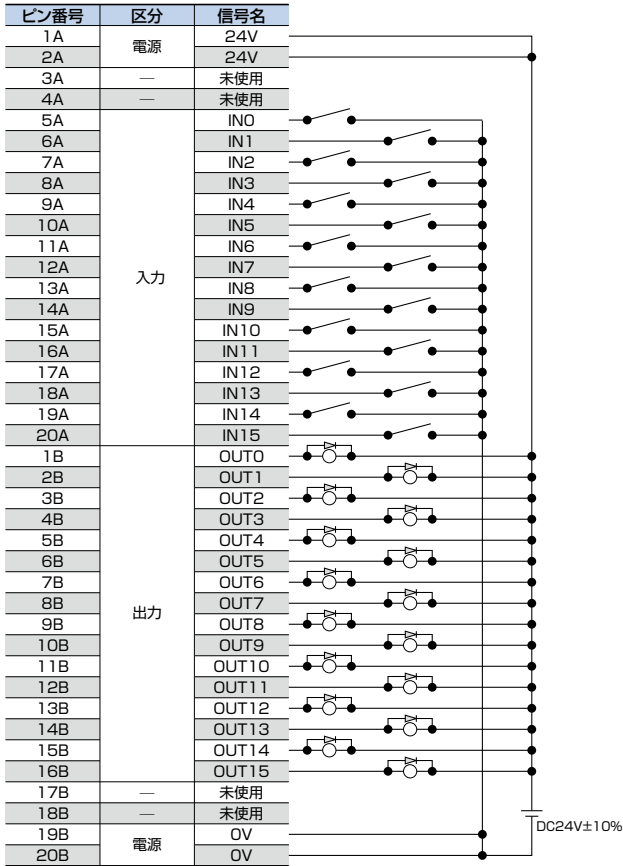 ピン番号 区分 信号名
1A 電源 24V
2A 24V
3A — 未使用
4A — 未使用
5A 入力 IN0
6A IN1
7A IN2
8A IN3
9A IN4
10A IN5
11A IN6
12A IN7
13A IN8
14A IN9
15A IN10
16A IN11
17A IN12
18A IN13
19A IN14
20A IN15
1B 出力 OUT0
2B OUT1
3B OUT2
4B OUT3
5B OUT4
6B OUT5
7B OUT6
8B OUT7
9B OUT8
10B OUT9
11B OUT10
12B OUT11
13B OUT12
14B OUT13
15B OUT14
16B OUT15
17B — 未使用
18B — 未使用
19B 電源 0V
20B 0V
DC24V±10%